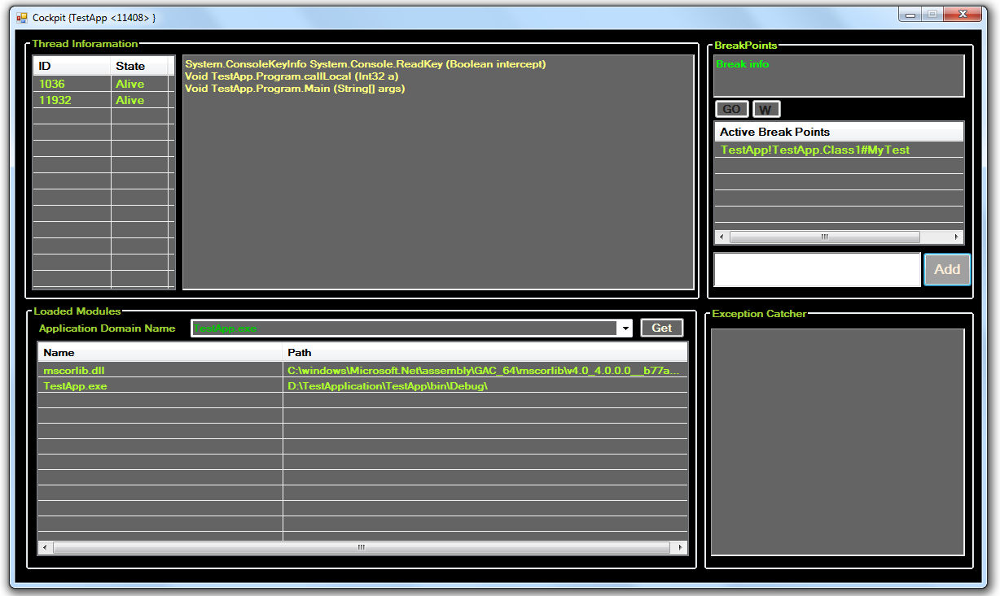 Cockpit {TestApp <11408> }
Thread Inforamation
ID State
1036 Alive
11932 Alive
System.ConsoleKeyInfo System.Console.ReadKey (Boolean intercept)
Void TestApp.Program.callLocal (Int32 a)
Void TestApp.Program.Main (String[] args)
BreakPoints
Break info
GO W
Active Break Points
TestApp!TestApp.Class1#MyTest
Add
Loaded Modules
Application Domain Name TestApp.exe Get
Name Path
mscorlib.dll C:\windows\Microsoft.Net\assembly\GAC_64\mscorlib\v4.0_4.0.0.0__b77a...
TestApp.exe D:\TestApplication\TestApp\bin\Debug\
Exception Catcher